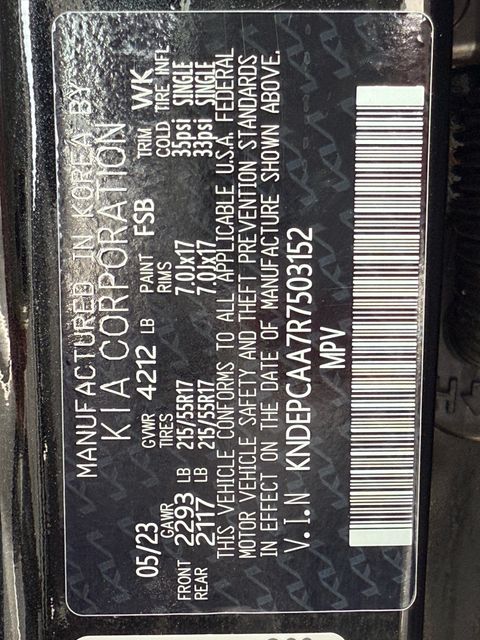 MANUFACTURED IN KOREA BY
KIA CORPORATION
05/23 GVWR 4212 LB PAINT FSB TRIM WK
GAWR TIRES RIMS COLD TIRE INFL
FRONT 2293 LB 215/55R17 7.0Jx17 35psi SINGLE
REAR 2117 LB 215/55R17 7.0Jx17 33psi SINGLE
THIS VEHICLE CONFORMS TO ALL APPLICABLE U.S.A. FEDERAL
MOTOR VEHICLE SAFETY AND THEFT PREVENTION STANDARDS
IN EFFECT ON THE DATE OF MANUFACTURE SHOWN ABOVE.
V.I.N KNDEPCAA7R7503152
MPV